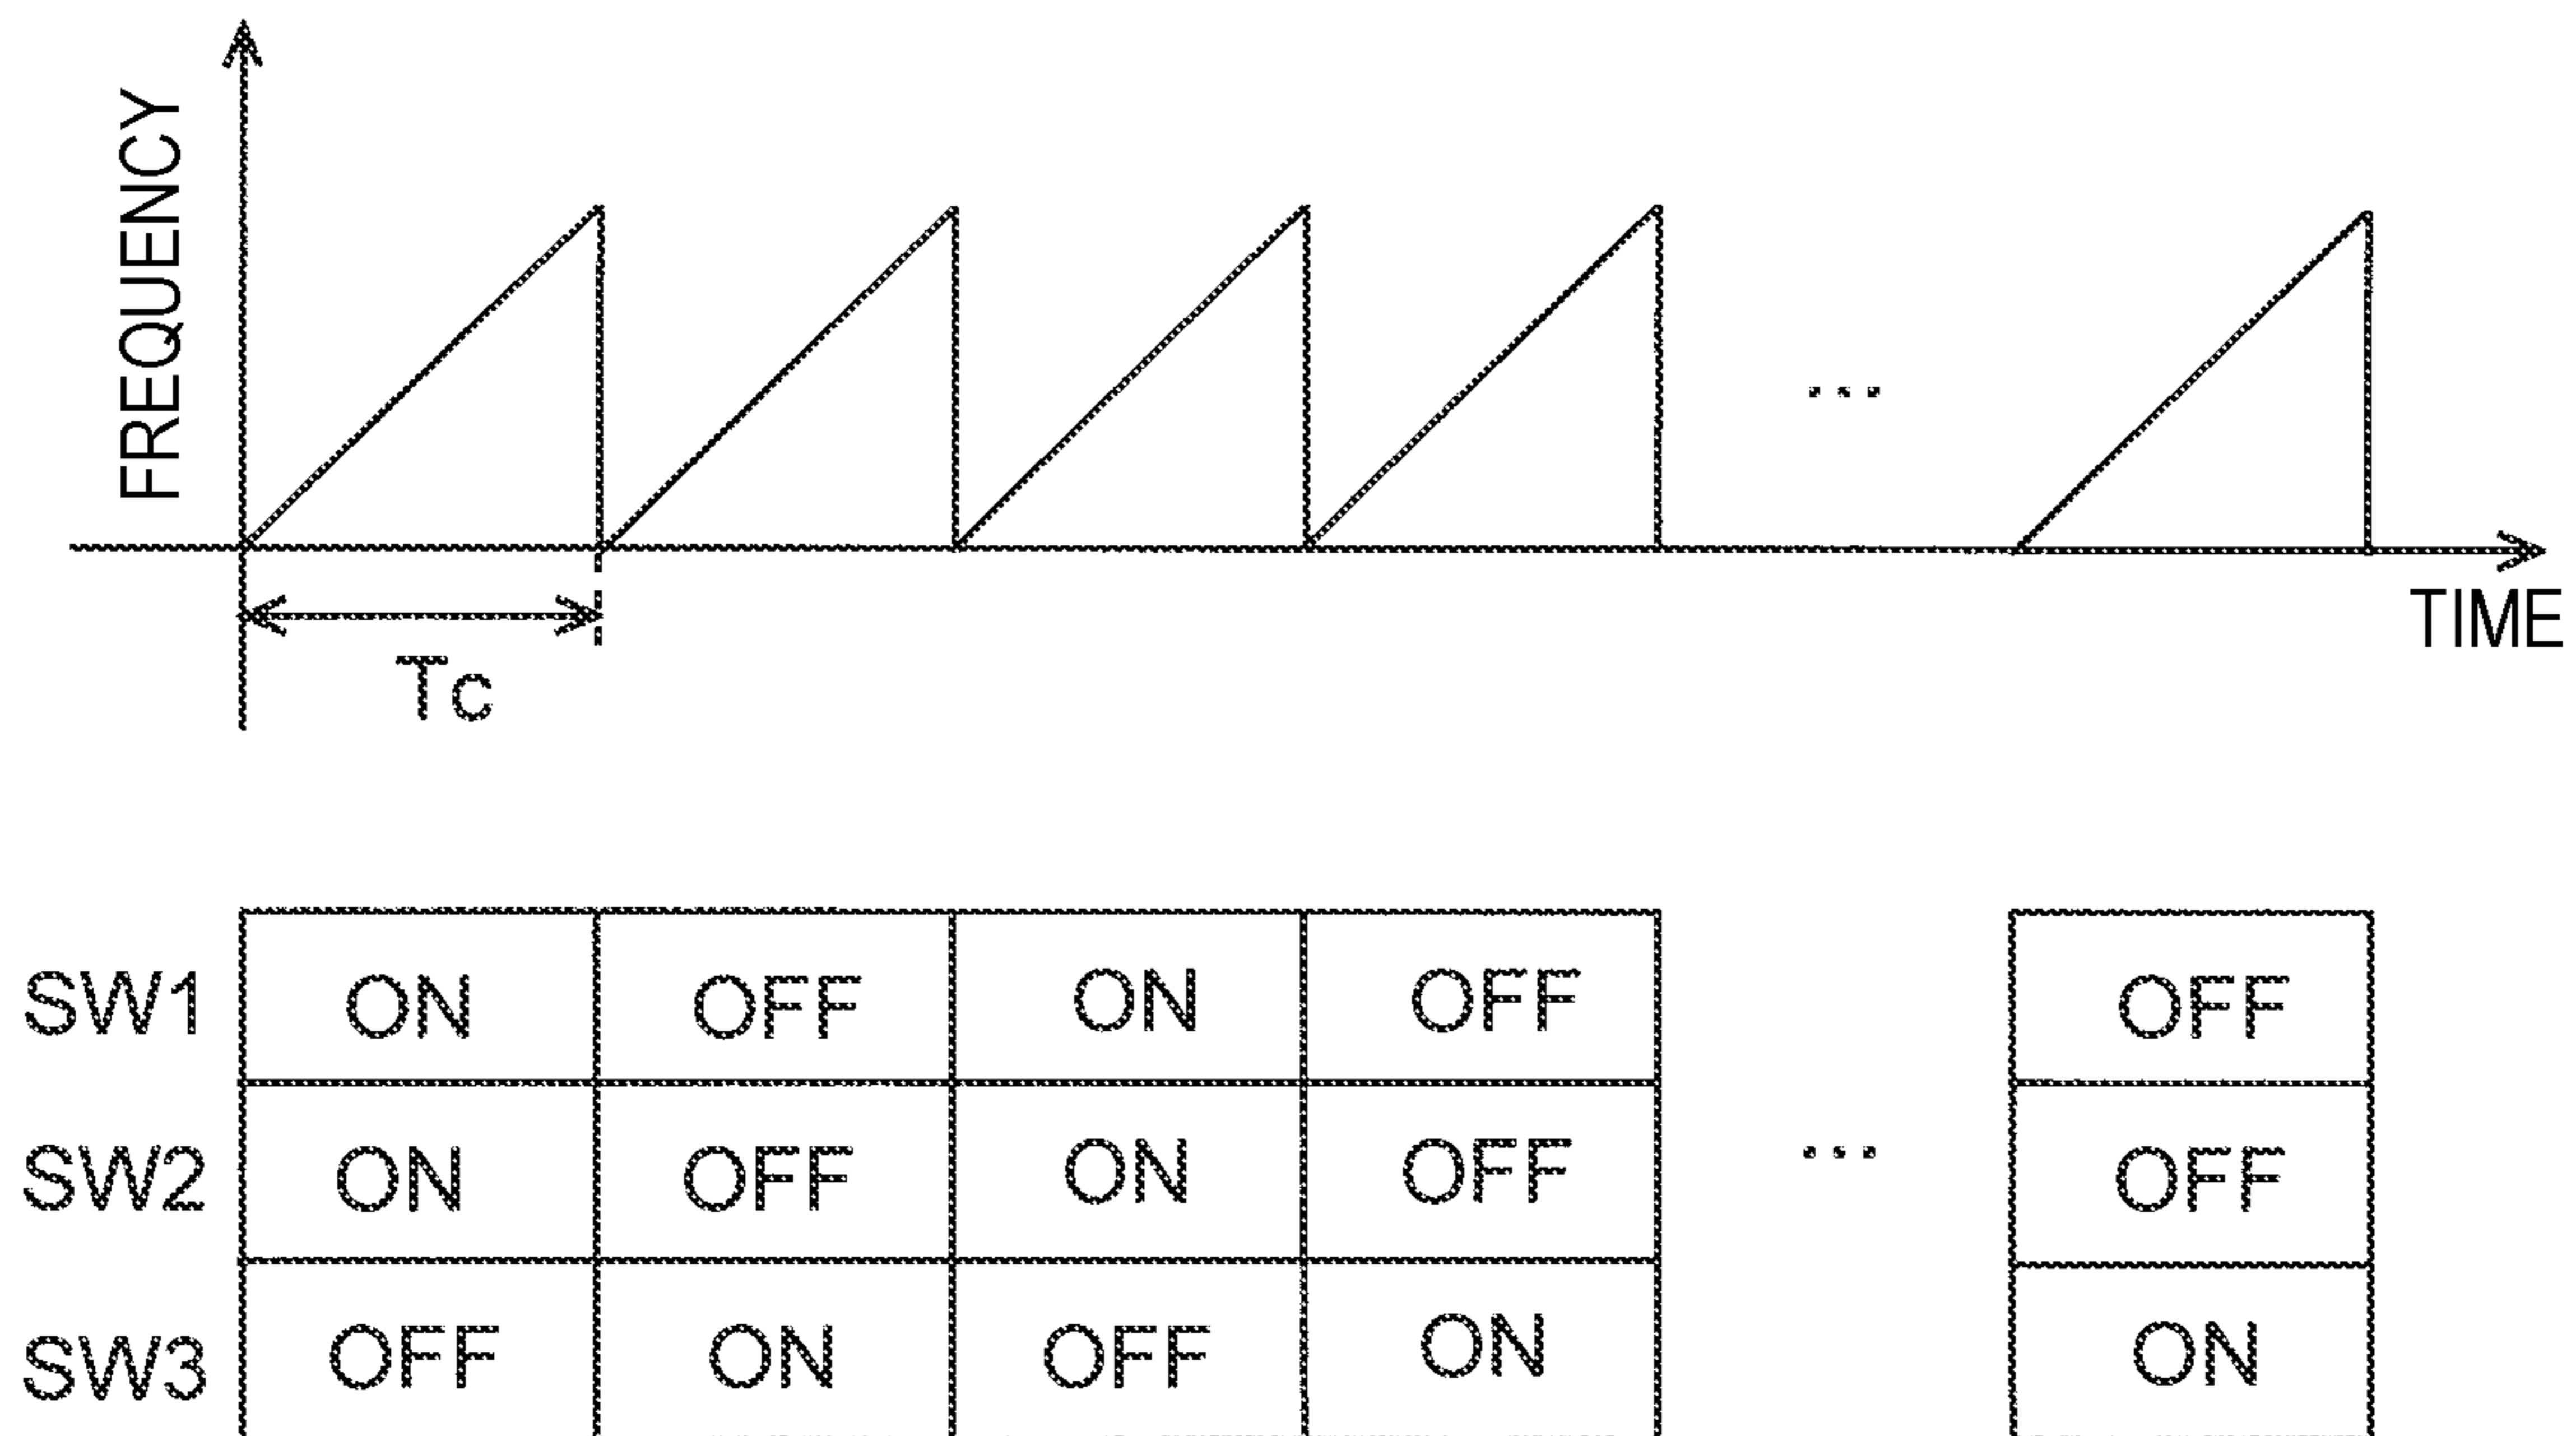 FREQUENCY
...
TIME
Tc
SW1 ON OFF ON OFF OFF
SW2 ON OFF ON OFF ... OFF
SW3 OFF ON OFF ON ON